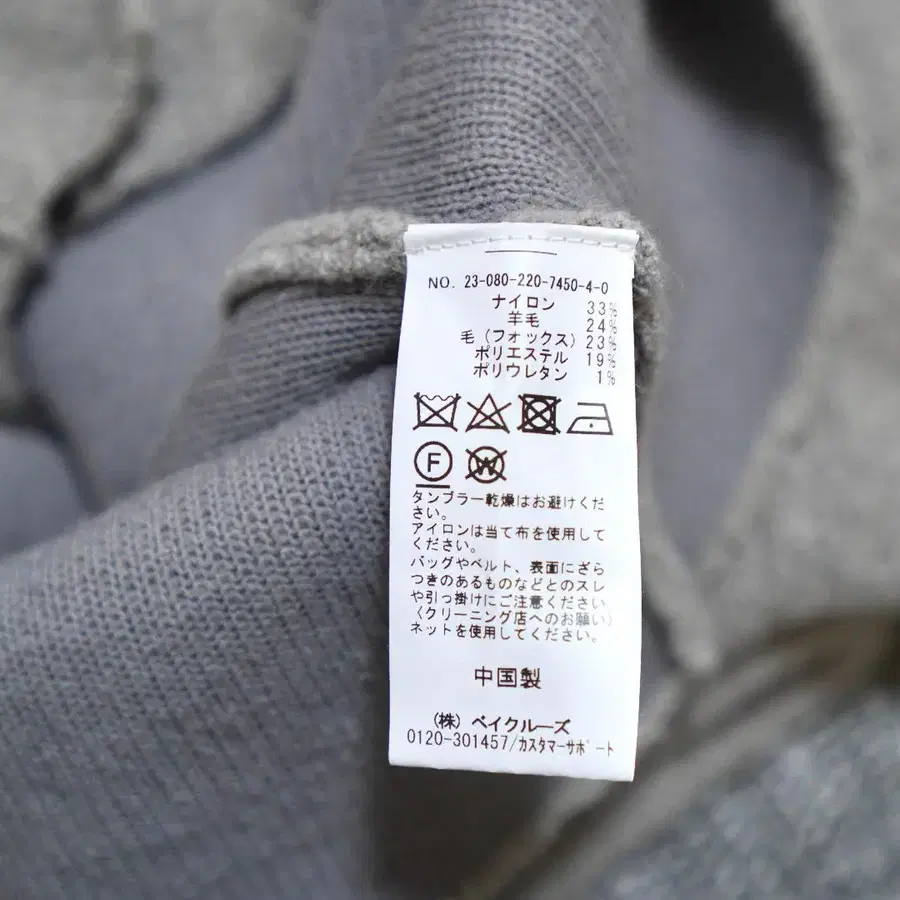 NO. 23-080-220-7450-4-0
ナイロン 33%
羊毛 24%
毛(フォックス) 23%
ポリエステル 19%
ポリウレタン 1%
F W
タンブラー乾燥はお避けくだ
さい。
アイロンは当て布を使用して
ください。
バッグやベルト、表面にざら
つきのあるものなどとのスレ
や引っ掛けにご注意ください
〈クリーニング店へのお願い〉
ネットを使用してください。
中国製
(株)ベイクルーズ
0120-301457/カスタマーサポート